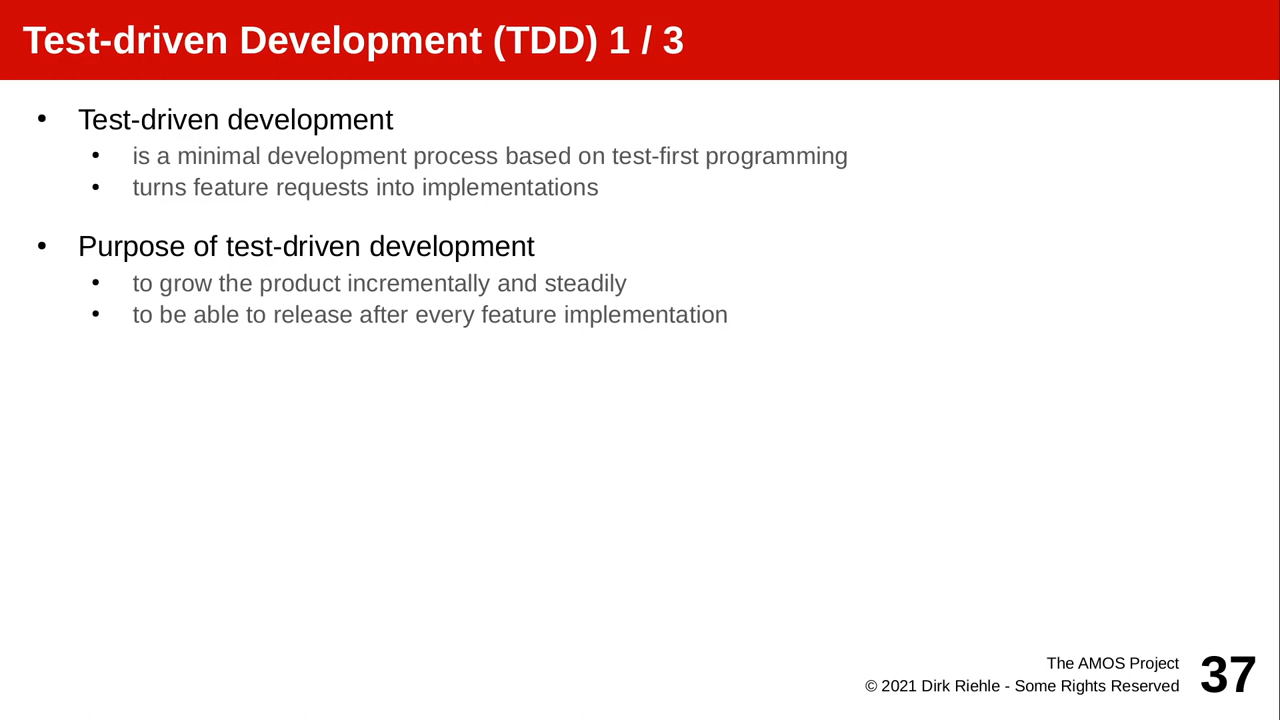 Test-driven Development (TDD) 1 / 3
• Test-driven development
• is a minimal development process based on test-first programming
• turns feature requests into implementations
• Purpose of test-driven development
• to grow the product incrementally and steadily
• to be able to release after every feature implementation
The AMOS Project
© 2021 Dirk Riehle - Some Rights Reserved
37